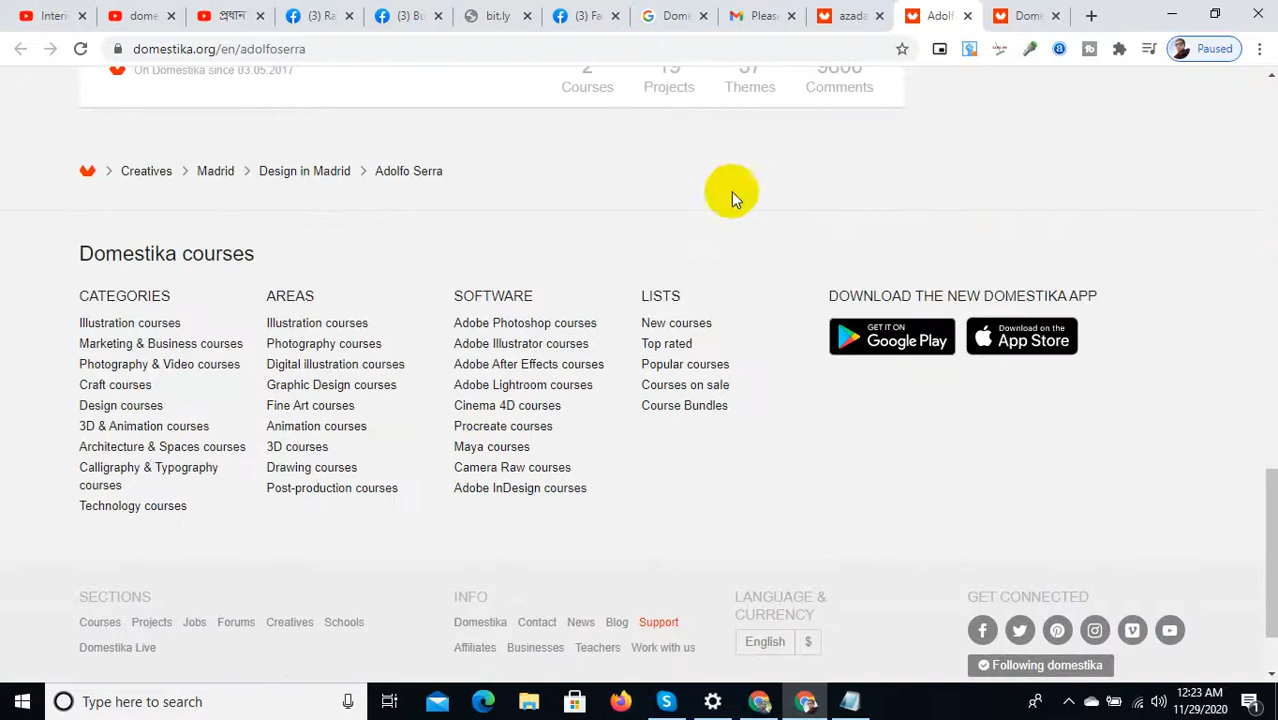 Interi
dome
প্রধান
(3) Ra
(3) Bu
bit.ly
(3) Fa
Dome
Please
azada
Adolf
Dome
domestika.org/en/adolfoserra
Paused
On Domestika since 03.05.2017
2 19 57
Courses Projects Themes Comments
Creatives Madrid Design in Madrid Adolfo Serra
Domestika courses
CATEGORIES
Illustration courses
Marketing & Business courses
Photography & Video courses
Craft courses
Design courses
3D & Animation courses
Architecture & Spaces courses
Calligraphy & Typography
courses
Technology courses
AREAS
Illustration courses
Photography courses
Digital illustration courses
Graphic Design courses
Fine Art courses
Animation courses
3D courses
Drawing courses
Post-production courses
SOFTWARE
Adobe Photoshop courses
Adobe Illustrator courses
Adobe After Effects courses
Adobe Lightroom courses
Cinema 4D courses
Procreate courses
Maya courses
Camera Raw courses
Adobe InDesign courses
LISTS
New courses
Top rated
Popular courses
Courses on sale
Course Bundles
DOWNLOAD THE NEW DOMESTIKA APP
GET IT ON
Google Play
Download on the
App Store
SECTIONS
Courses Projects Jobs Forums Creatives Schools
Domestika Live
INFO
Domestika Contact News Blog Support
Affiliates Businesses Teachers Work with us
LANGUAGE &
CURRENCY
English $
GET CONNECTED
Following domestika
Type here to search
12:23 AM
11/29/2020